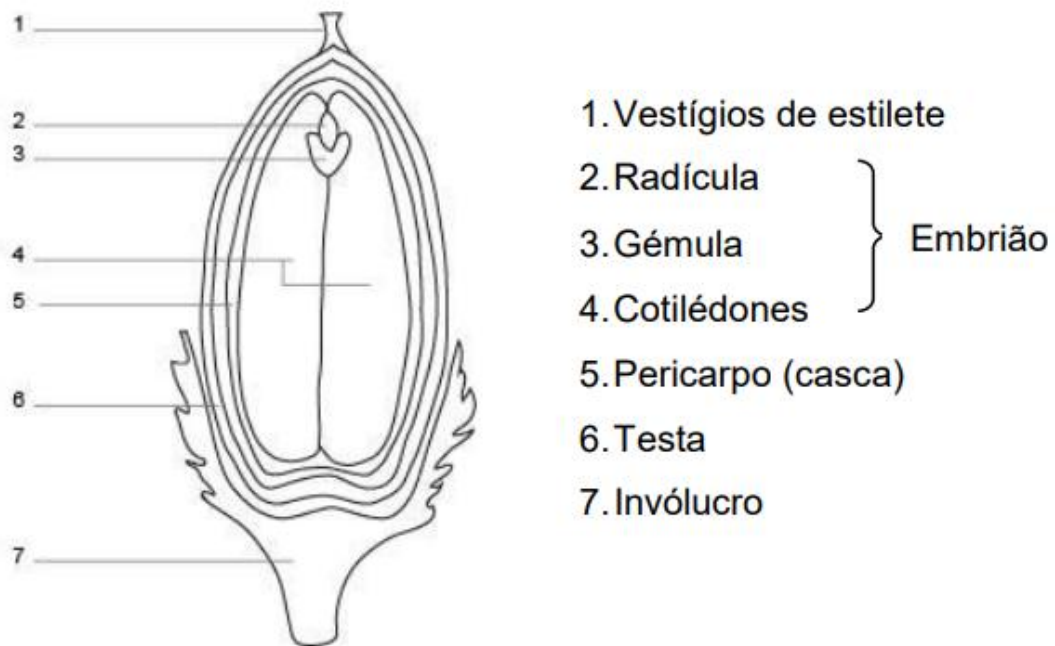 1
2
3
4
5
6
7
1. Vestígios de estilete
2. Radícula
3. Gémula
Embrião
4. Cotilédones
5. Pericarpo (casca)
6. Testa
7. Invólucro